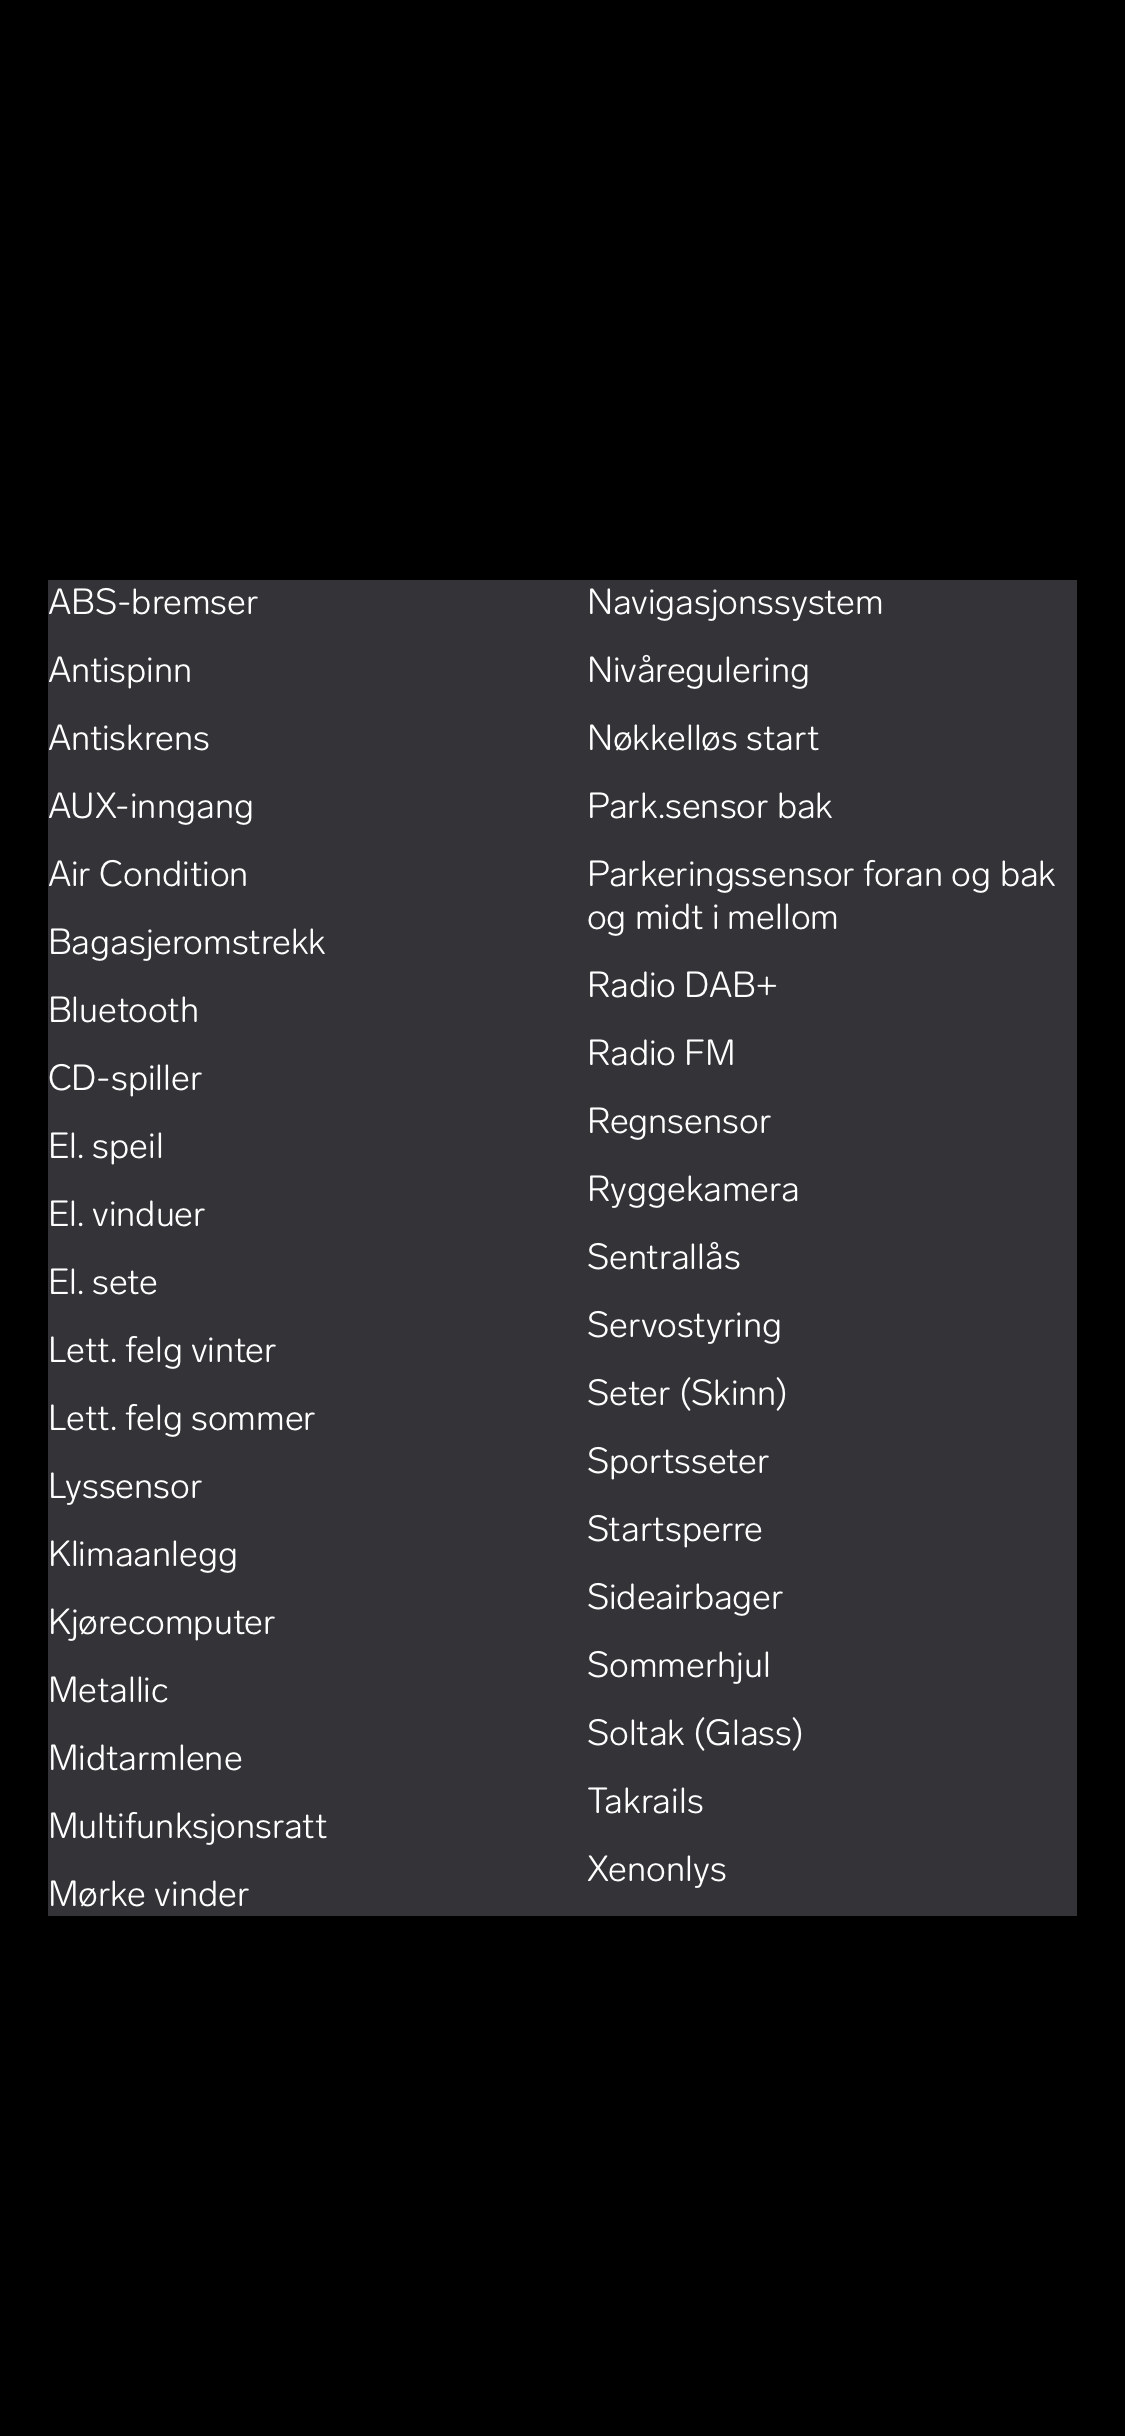 ABS-bremser
Antispinn
Antiskrens
AUX-inngang
Air Condition
Bagasjeromstrekk
Bluetooth
CD-spiller
El. speil
El. vinduer
El. sete
Lett. felg vinter
Lett. felg sommer
Lyssensor
Klimaanlegg
Kjørecomputer
Metallic
Midtarmlene
Multifunksjonsratt
Mørke vinder
Navigasjonssystem
Nivåregulering
Nøkkelløs start
Park.sensor bak
Parkeringssensor foran og bak
og midt i mellom
Radio DAB+
Radio FM
Regnsensor
Ryggekamera
Sentrallås
Servostyring
Seter (Skinn)
Sportsseter
Startsperre
Sideairbager
Sommerhjul
Soltak (Glass)
Takrails
Xenonlys